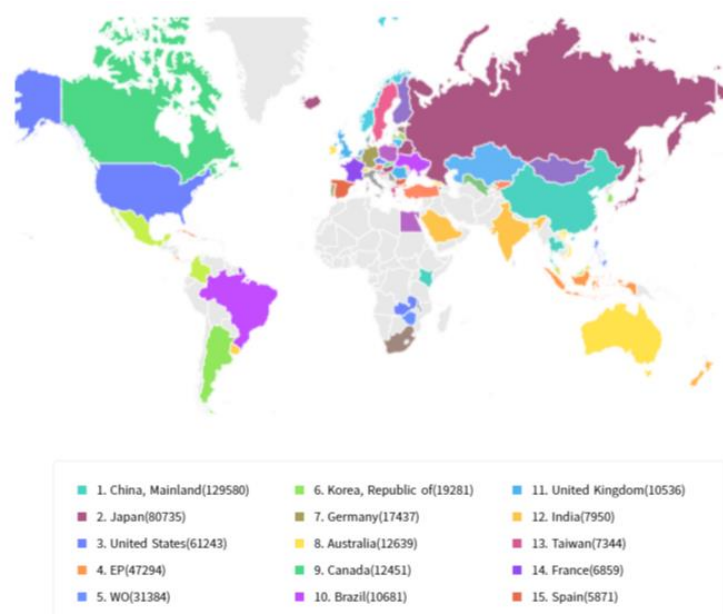 1. China, Mainland(129580)
2. Japan(80735)
3. United States(61243)
4. EP(47294)
5. WO(31384)
6. Korea, Republic of(19281)
7. Germany(17437)
8. Australia(12639)
9. Canada(12451)
10. Brazil(10681)
11. United Kingdom(10536)
12. India(7950)
13. Taiwan(7344)
14. France(6859)
15. Spain(5871)